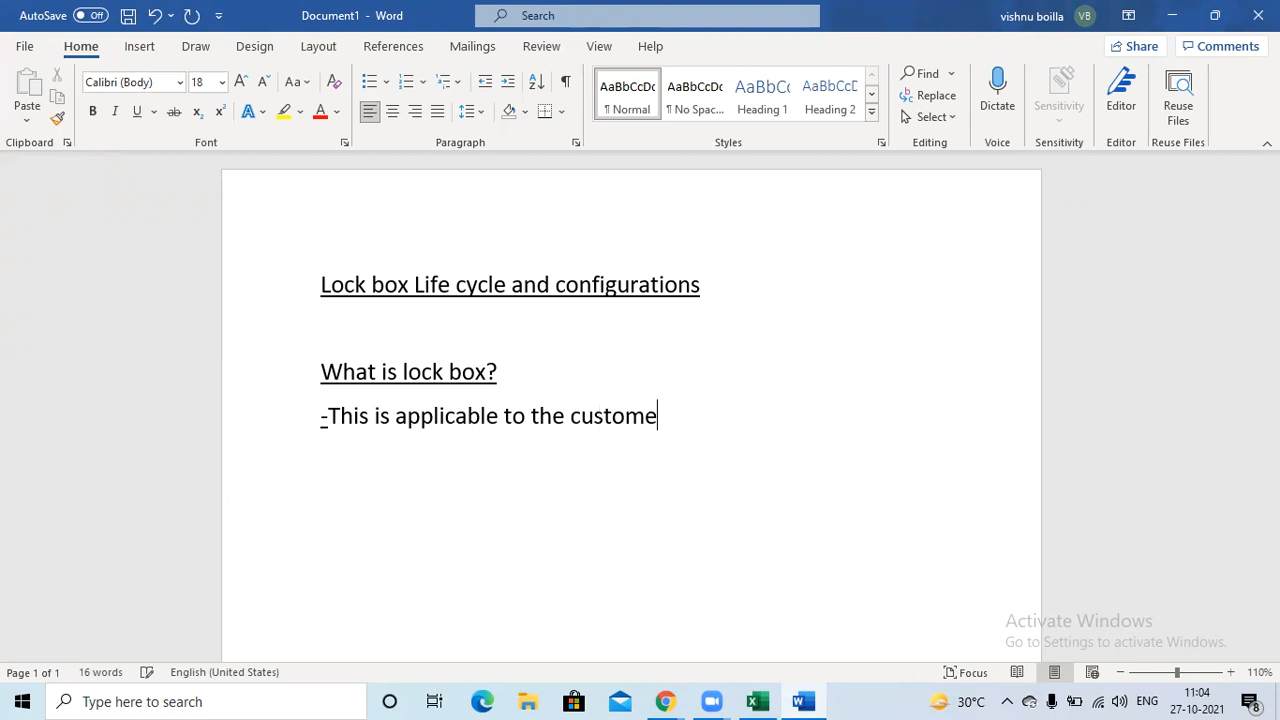 AutoSave Off Document1 - Word Search vishnu boilla VB
File Home Insert Draw Design Layout References Mailings Review View Help Share Comments
Paste Calibri (Body) 18 A A Aa A AaBbCcDc AaBbCcDc AaBbCc AaBbCcD Find Replace Select Dictate Sensitivity Editor Reuse Files
B I U ab x2 x2 A A ¶ Normal ¶ No Spac... Heading 1 Heading 2
Clipboard Font Paragraph Styles Editing Voice Sensitivity Editor Reuse Files
Lock box Life cycle and configurations
What is lock box?
-This is applicable to the custome
Activate Windows
Go to Settings to activate Windows.
Page 1 of 1 16 words English (United States) Focus 110%
Type here to search 30°C ENG 11:04
27-10-2021 8